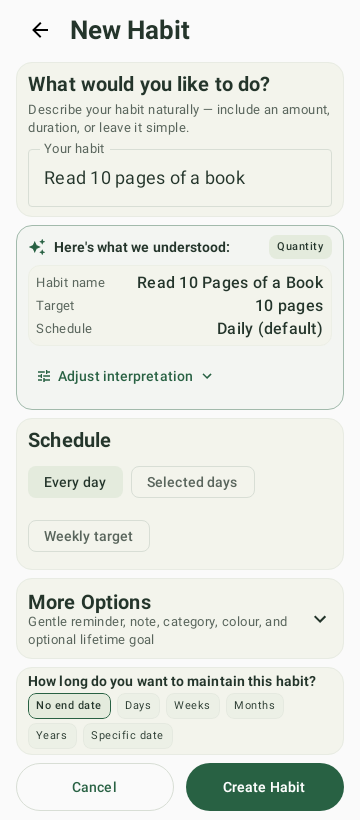 New Habit
What would you like to do?
Describe your habit naturally — include an amount,
duration, or leave it simple.
Your habit
Read 10 pages of a book
Here's what we understood:
Quantity
Habit name
Read 10 Pages of a Book
Target
10 pages
Schedule
Daily (default)
Adjust interpretation
Schedule
Every day
Selected days
Weekly target
More Options
Gentle reminder, note, category, colour, and
optional lifetime goal
How long do you want to maintain this habit?
No end date
Days
Weeks
Months
Years
Specific date
Cancel
Create Habit